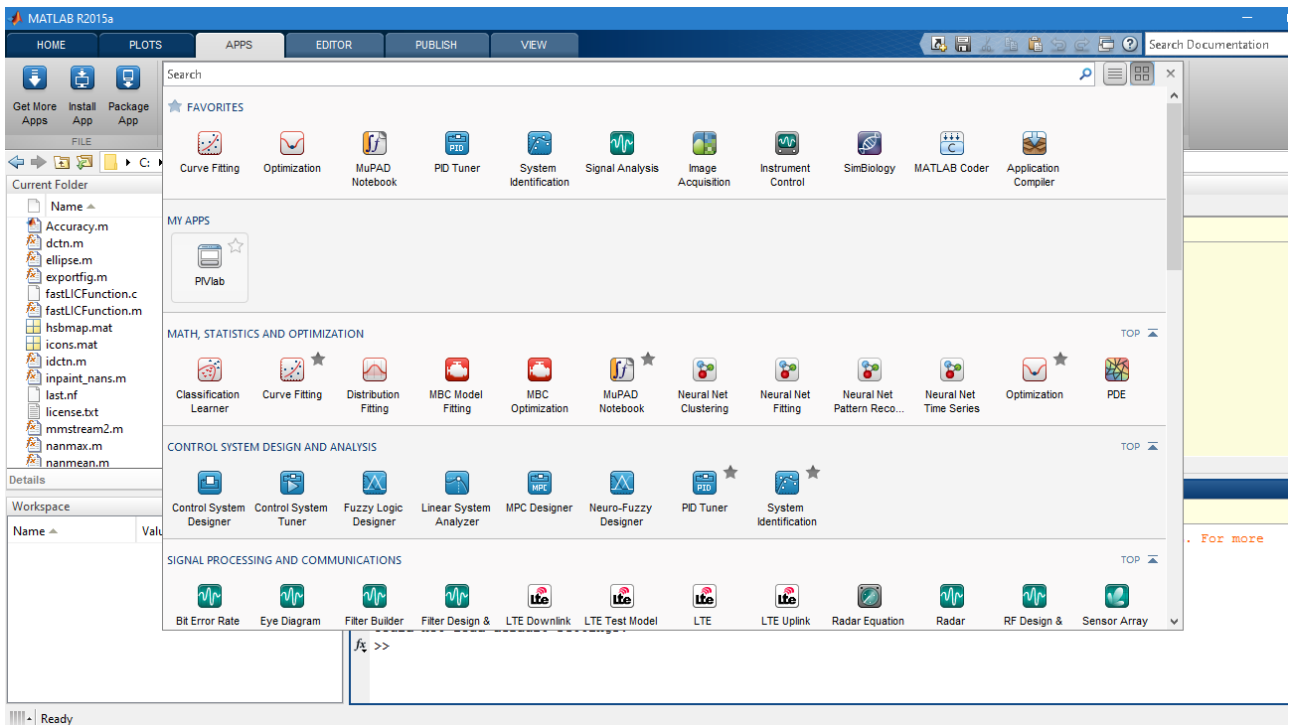 MATLAB R2015a
HOME PLOTS APPS EDITOR PUBLISH VIEW
Search Documentation
Get More Apps
Install App
Package App
FILE
C:
Current Folder
Name
Accuracy.m
dctn.m
ellipse.m
exportfig.m
fastLICFunction.c
fastLICFunction.m
hsbmap.mat
icons.mat
idctn.m
inpaint_nans.m
last.nf
license.txt
mmstream2.m
nanmax.m
nanmean.m
Details
Workspace
Name Valu
Search
FAVORITES
Curve Fitting
Optimization
MuPAD Notebook
PID Tuner
System Identification
Signal Analysis
Image Acquisition
Instrument Control
SimBiology
MATLAB Coder
Application Compiler
MY APPS
PIVlab
MATH, STATISTICS AND OPTIMIZATION TOP
Classification Learner
Curve Fitting
Distribution Fitting
MBC Model Fitting
MBC Optimization
MuPAD Notebook
Neural Net Clustering
Neural Net Fitting
Neural Net Pattern Reco...
Neural Net Time Series
Optimization
PDE
CONTROL SYSTEM DESIGN AND ANALYSIS TOP
Control System Designer
Control System Tuner
Fuzzy Logic Designer
Linear System Analyzer
MPC Designer
Neuro-Fuzzy Designer
PID Tuner
System Identification
SIGNAL PROCESSING AND COMMUNICATIONS TOP
Bit Error Rate
Eye Diagram
Filter Builder
Filter Design &
LTE Downlink
LTE Test Model
LTE
LTE Uplink
Radar Equation
Radar
RF Design &
Sensor Array
. For more
fx >>
Ready